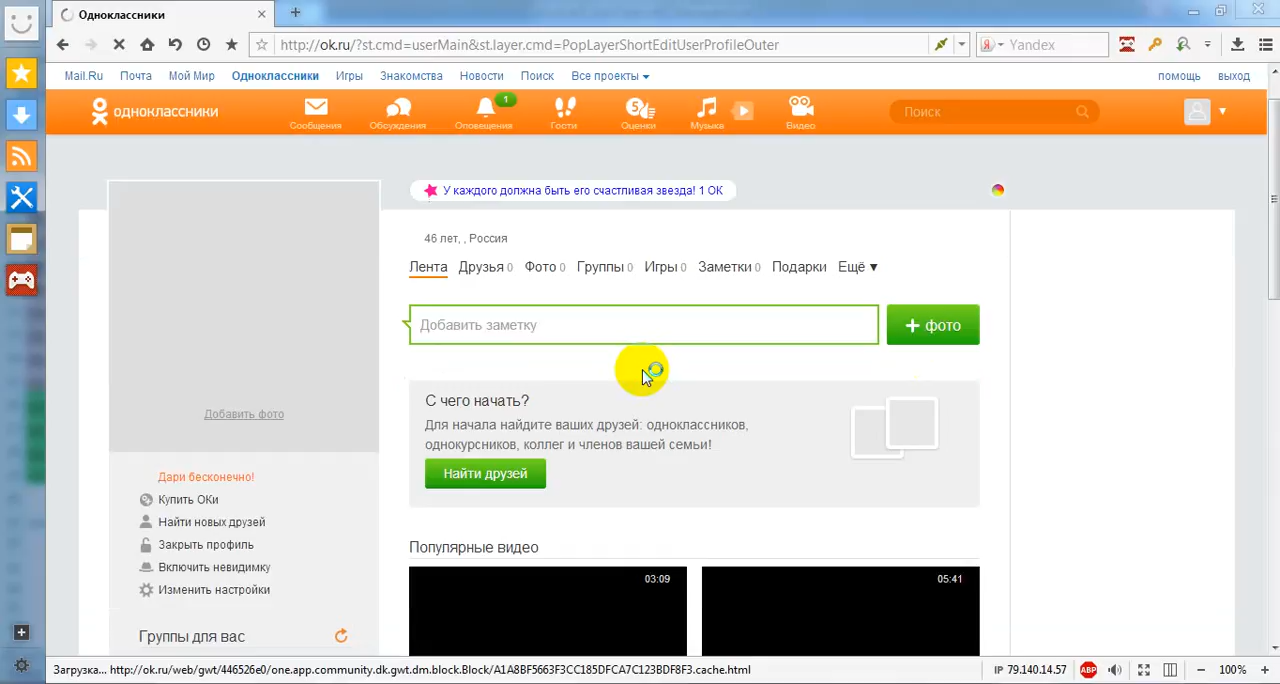 Одноклассники
http://ok.ru/?st.cmd=userMain&st.layer.cmd=PopLayerShortEditUserProfileOuter
Я Yandex
Mail.Ru Почта Мой Мир Одноклассники Игры Знакомства Новости Поиск Все проекты помощь выход
одноклассники
1
5
Сообщения Обсуждения Оповещения Гости Оценки Музыка Видео
Поиск
У каждого должна быть его счастливая звезда! 1 ОК
46 лет, , Россия
Лента Друзья 0 Фото 0 Группы 0 Игры 0 Заметки 0 Подарки Ещё ▼
Добавить заметку
+ фото
Добавить фото
С чего начать?
Для начала найдите ваших друзей: одноклассников,
однокурсников, коллег и членов вашей семьи!
Найти друзей
Дари бесконечно!
Купить ОКи
Найти новых друзей
Закрыть профиль
Включить невидимку
Изменить настройки
Группы для вас
Популярные видео
03:09
05:41
Загрузка... http://ok.ru/web/gwt/446526e0/one.app.community.dk.gwt.dm.block.Block/A1A8BF5663F3CC185DFCA7C123BDF8F3.cache.html
IP 79.140.14.57 ABP 100%